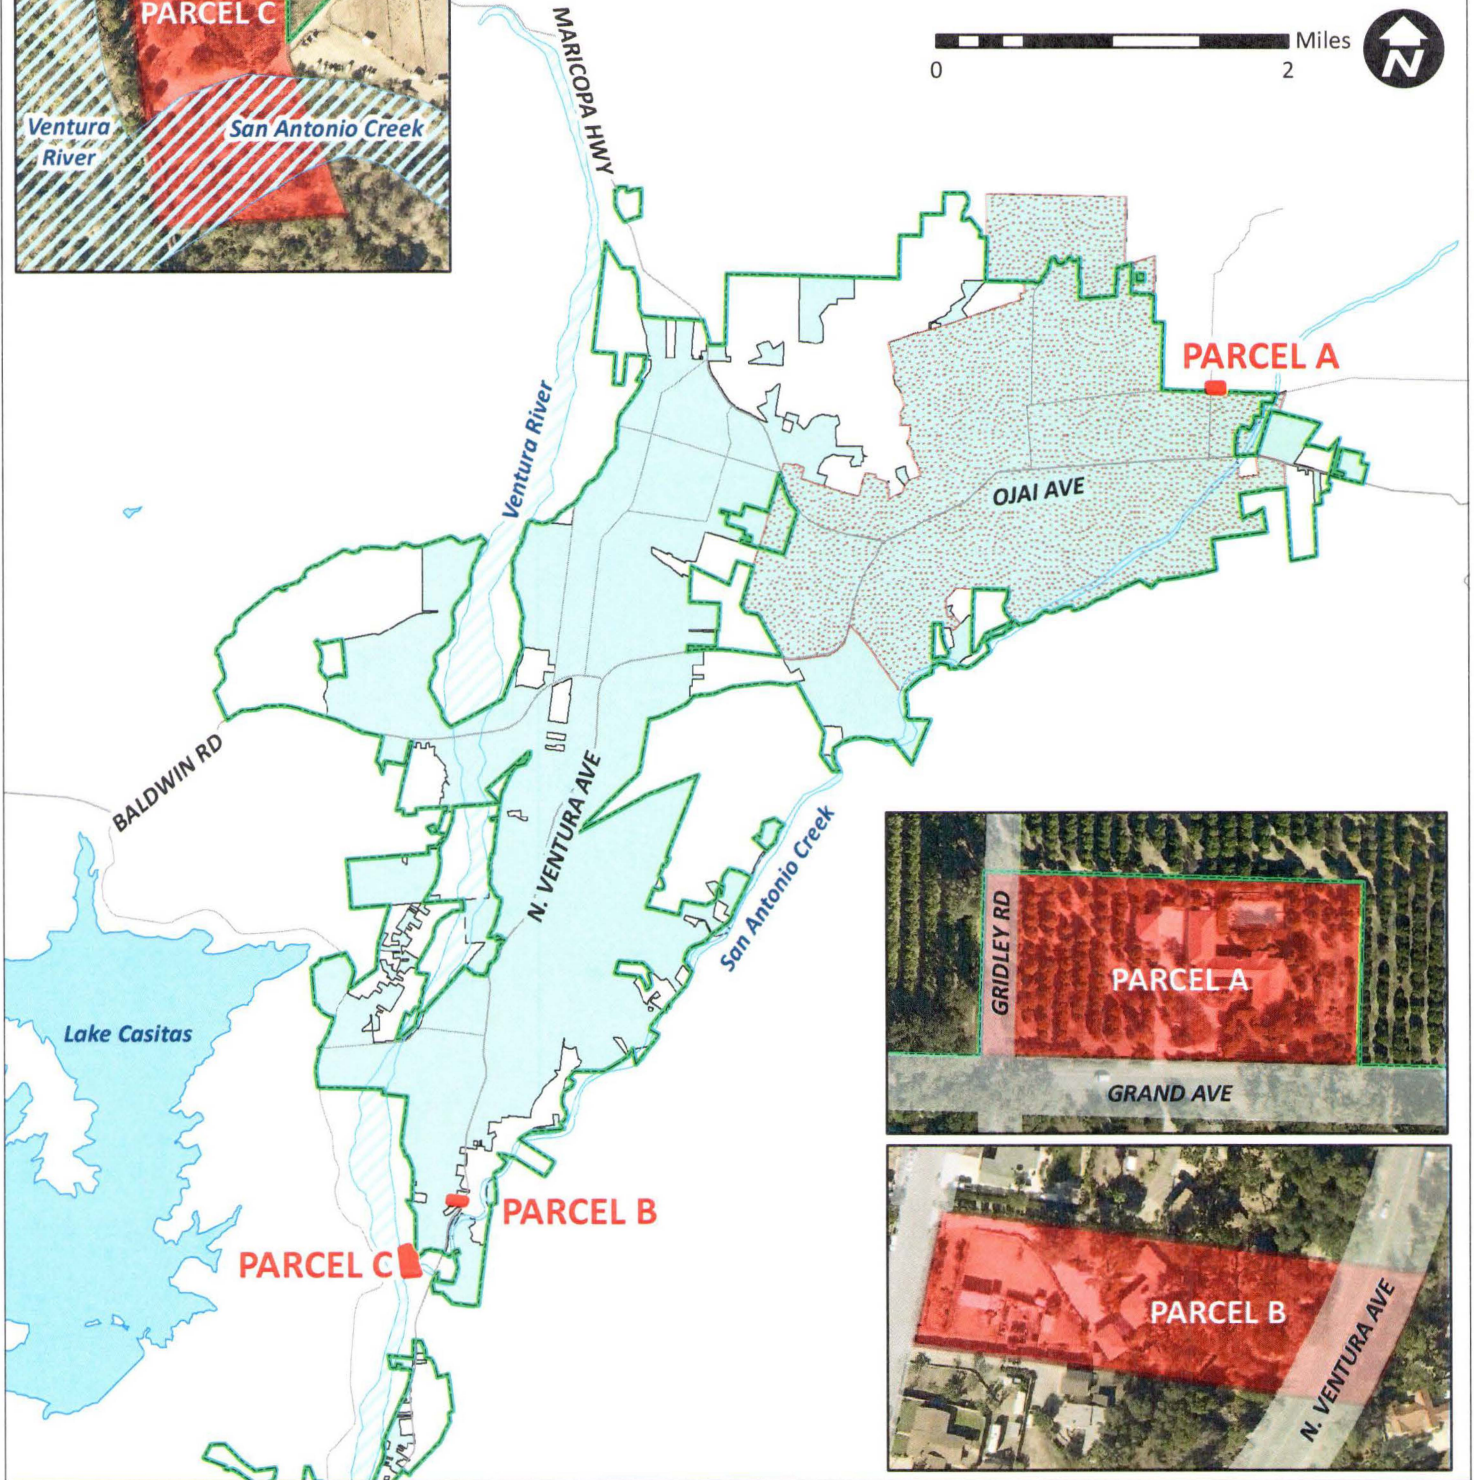 PARCEL C
Ventura
River
San Antonio Creek
MARICOPA HWY
Miles
0
2
N
PARCEL A
Ventura River
OJAI AVE
BALDWIN RD
N. VENTURA AVE
San Antonio Creek
Lake Casitas
PARCEL B
PARCEL C
GRIDLEY RD
PARCEL A
GRAND AVE
PARCEL B
N. VENTURA AVE